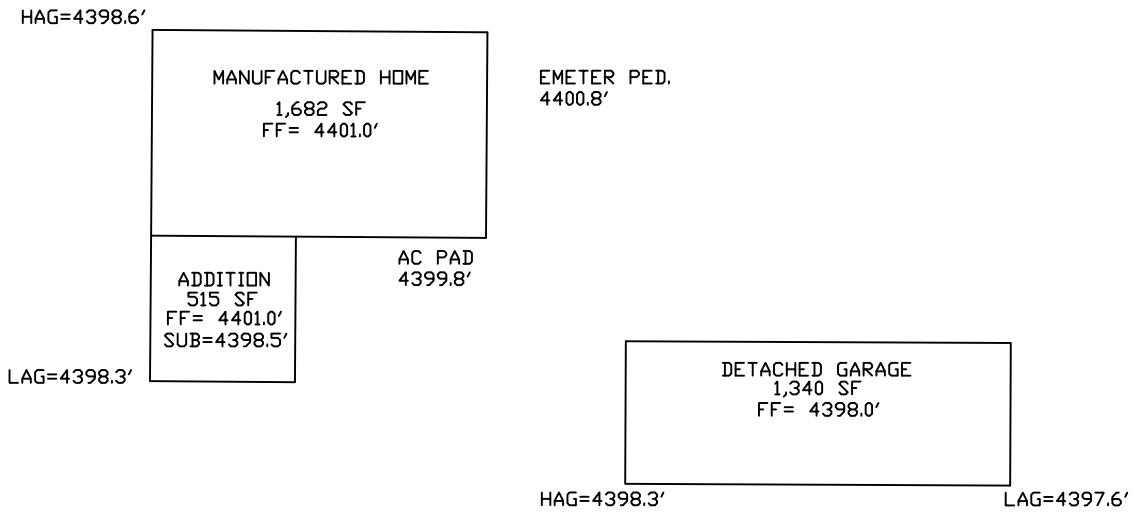 HAG=4398.6'
MANUFACTURED HOME
1,682 SF
FF= 4401.0'
EMETER PED.
4400.8'
AC PAD
4399.8'
ADDITION
515 SF
FF= 4401.0'
SUB=4398.5'
LAG=4398.3'
DETACHED GARAGE
1,340 SF
FF= 4398.0'
HAG=4398.3'
LAG=4397.6'